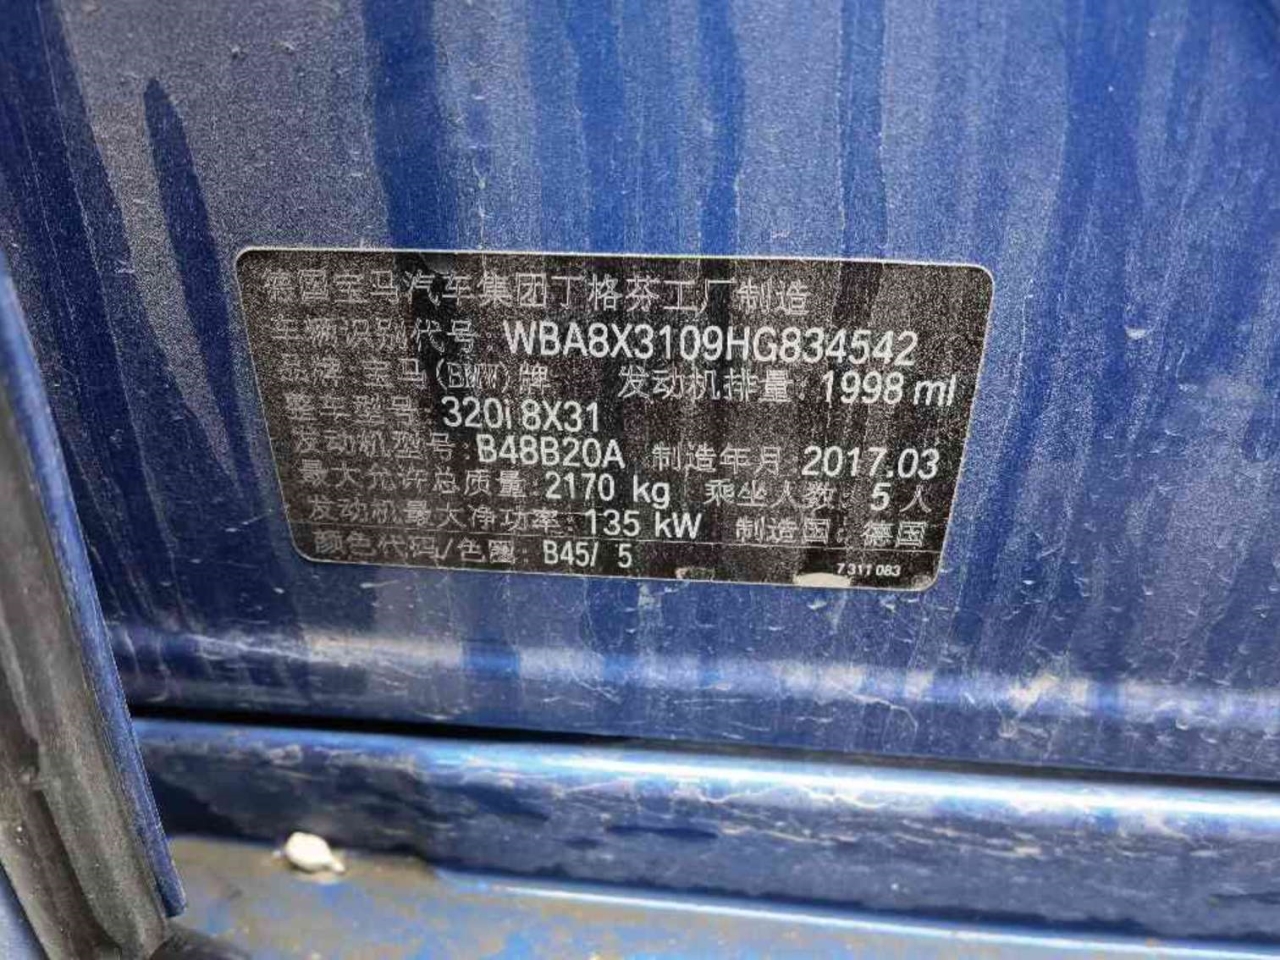 德国宝马汽车集团丁格芬工厂制造
车辆识别代号 WBA8X3109HG834542
品牌:宝马(BMW)牌 发动机排量:1998 ml
整车型号:320i 8X31
发动机型号:B48B20A 制造年月 2017.03
最大允许总质量:2170 kg 乘坐人数:5人
发动机最大净功率:135 kW 制造国:德国
颜色代码/色圈:B45/ 5
7 311 083